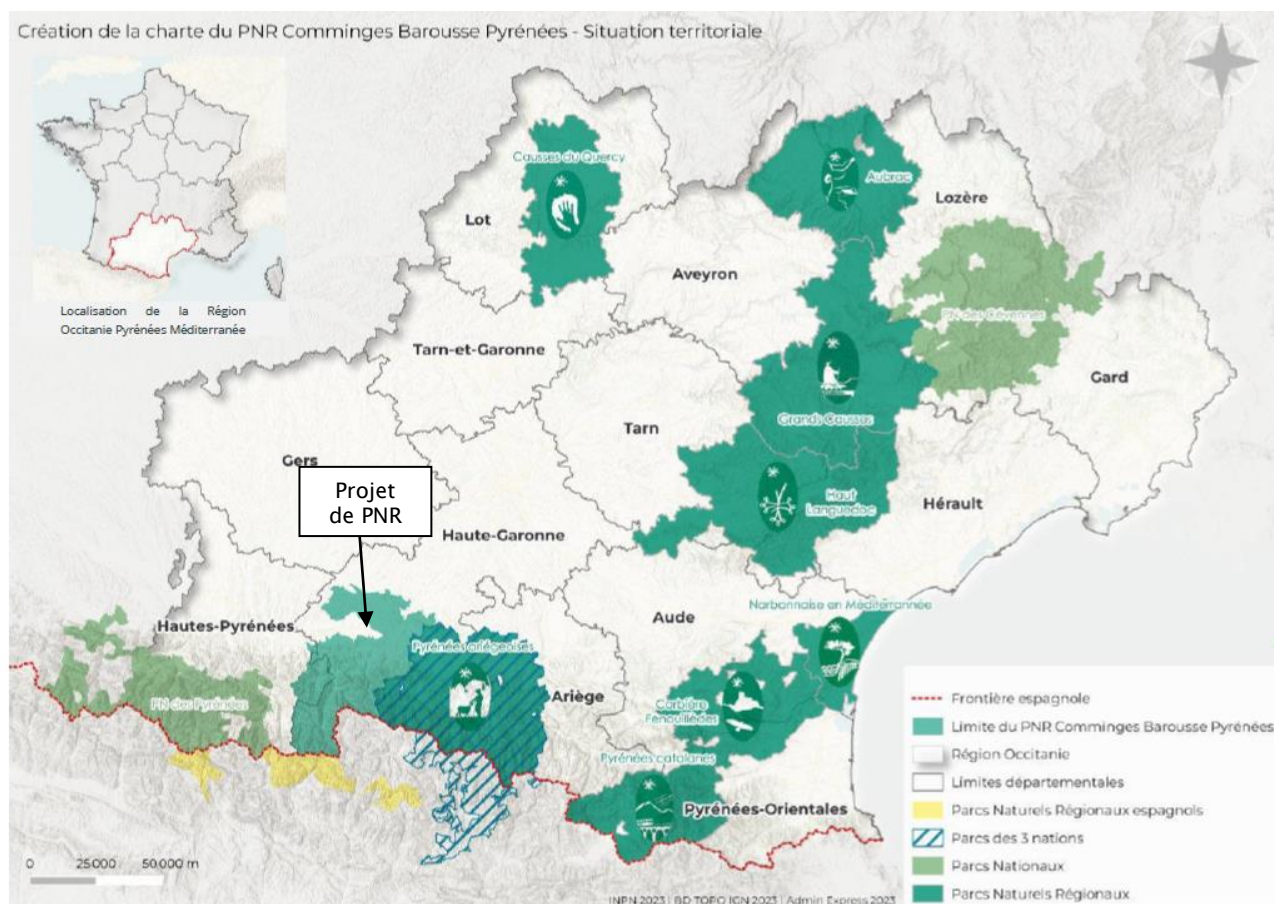 Création de la charte du PNR Comminges Barousse Pyrénées - Situation territoriale
Localisation de la Région
Occitanie Pyrénées Méditerranée
Causses du Quercy
Lot
Aubrac
Lozère
Aveyron
PN des Cévennes
Tarn-et-Garonne
Gard
Grands Causses
Tarn
Gers
Projet
de PNR
Haut
Languedoc
Hérault
Haute-Garonne
Narbonnaise en Méditerrannée
Aude
Hautes-Pyrénées
Pyrénées ariégeoises
Ariège
PN des Pyrénées
Corbière
Fenouillèdes
Pyrénées catalanes
Pyrénées-Orientales
Frontière espagnole
Limite du PNR Comminges Barousse Pyrénées
Région Occitanie
Limites départementales
Parcs Naturels Régionaux espagnols
Parcs des 3 nations
Parcs Nationaux
Parcs Naturels Régionaux
0 25 000 50 000 m
INPN 2023 | BD TOPO IGN 2023 | Admin Express 2023